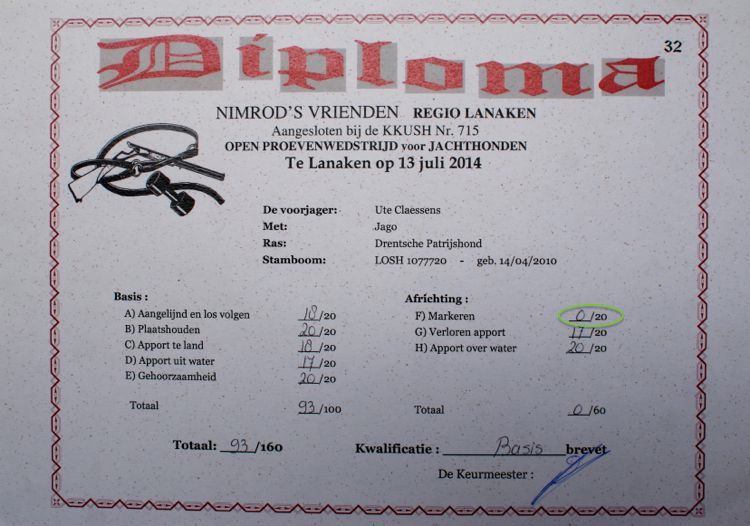 Diploma
32
NIMROD'S VRIENDEN REGIO LANAKEN
Aangesloten bij de KKUSH Nr. 715
OPEN PROEVENWEDSTRIJD voor JACHTHONDEN
Te Lanaken op 13 juli 2014
De voorjager: Ute Claessens
Met: Jago
Ras: Drentsche Patrijshond
Stamboom: LOSH 1077720 - geb. 14/04/2010
Basis :
A) Aangelijnd en los volgen 18/20
B) Plaatshouden 20/20
C) Apport te land 18/20
D) Apport uit water 17/20
E) Gehoorzaamheid 20/20
Totaal 93/100
Africhting :
F) Markeren 0/20
G) Verloren apport 17/20
H) Apport over water 20/20
Totaal 0/60
Totaal: 93/160 Kwalificatie : Basis brevet
De Keurmeester :